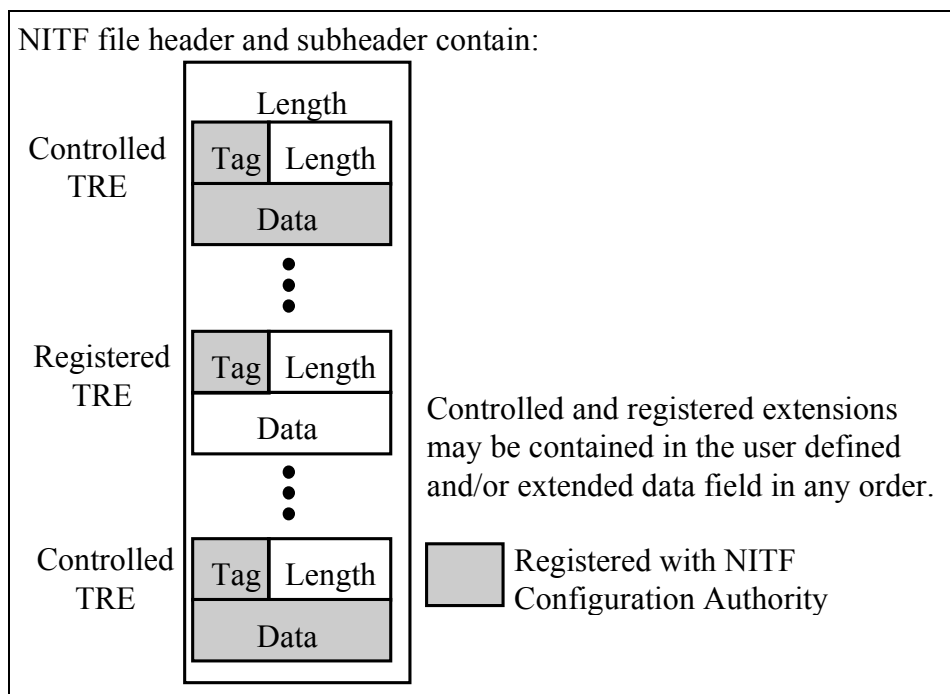 NITF file header and subheader contain:
Length
Controlled
TRE
Tag Length
Data
Registered
TRE
Tag Length
Data
Controlled and registered extensions
may be contained in the user defined
and/or extended data field in any order.
Controlled
TRE
Tag Length
Data
Registered with NITF
Configuration Authority